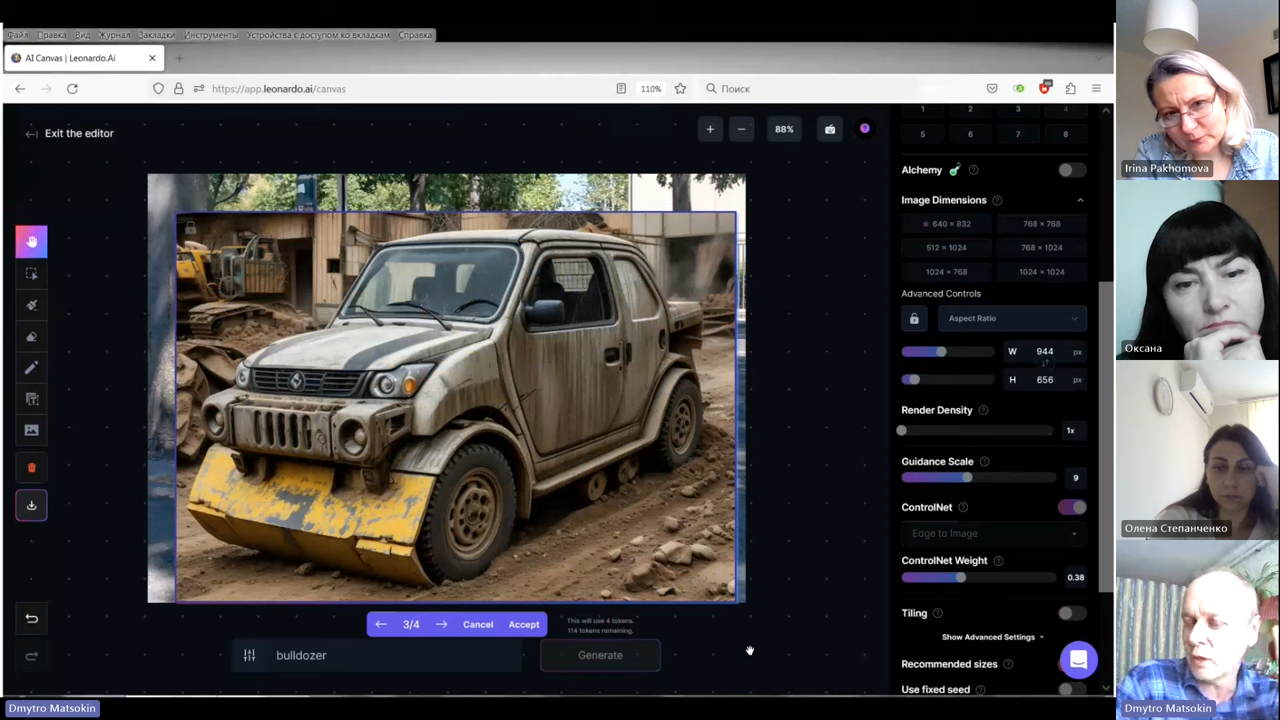 Файл Правка Вид Журнал Закладки Инструменты Устройства с доступом ко вкладкам Справка
AI Canvas | Leonardo.Ai
https://app.leonardo.ai/canvas
110%
Поиск
Exit the editor
88%
1 2 3 4
5 6 7 8
Alchemy
Image Dimensions
640 × 832 768 × 768
512 × 1024 768 × 1024
1024 × 768 1024 × 1024
Advanced Controls
Aspect Ratio
W 944 px
H 656 px
Render Density
1x
Guidance Scale
9
ControlNet
Edge to Image
ControlNet Weight
0.38
Tiling
Show Advanced Settings
Recommended sizes
Use fixed seed
3/4 Cancel Accept
This will use 4 tokens.
114 tokens remaining.
bulldozer
Generate
Irina Pakhomova
Оксана
Олена Степанченко
Dmytro Matsokin
Dmytro Matsokin